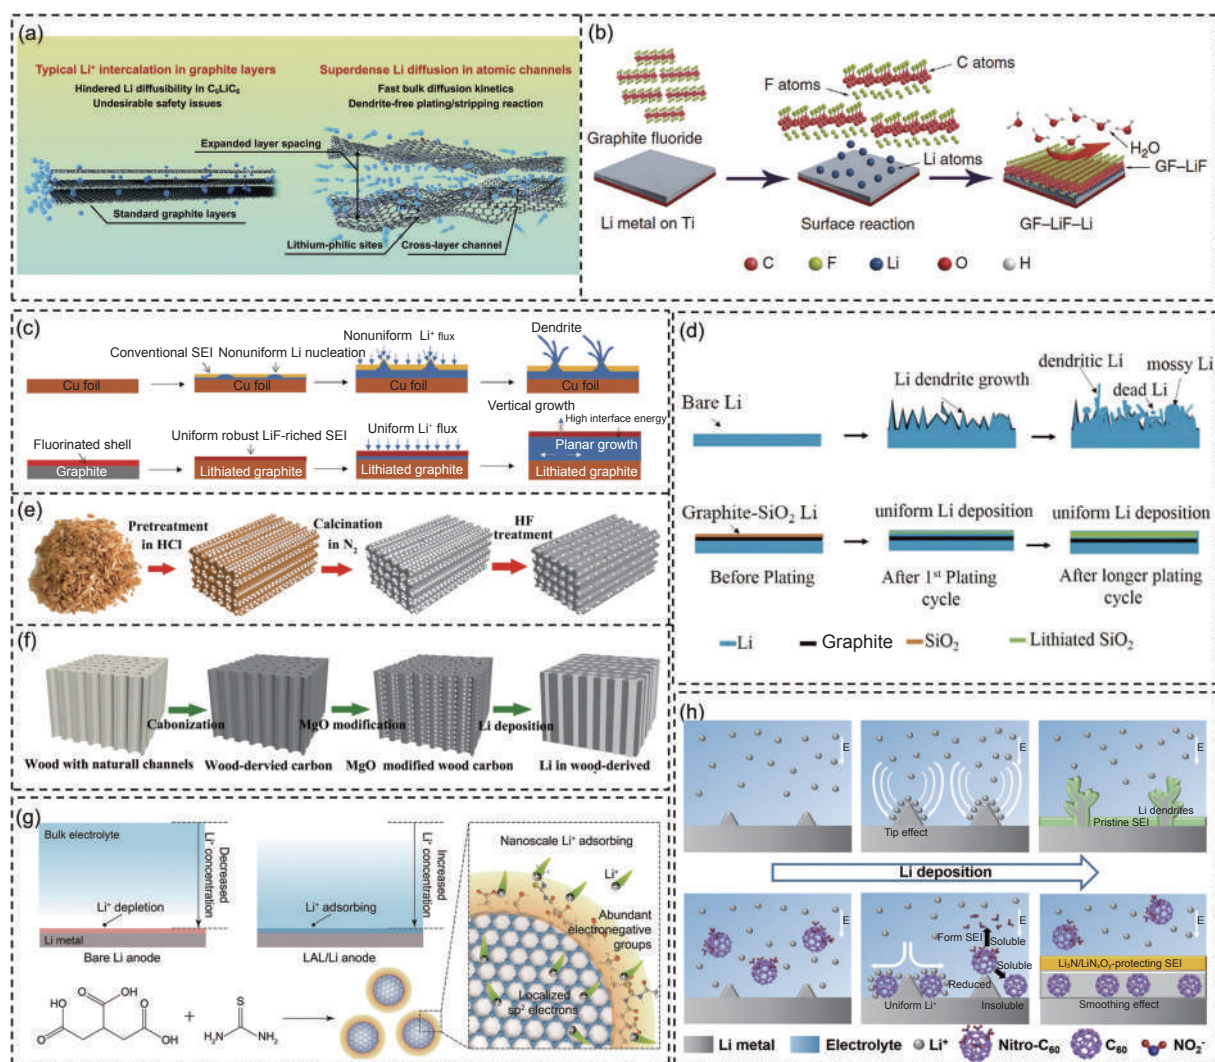 (a)
Typical Li⁺ intercalation in graphite layers
Hindered Li diffusibility in C₆LiC₆
Undesirable safety issues
Superdense Li diffusion in atomic channels
Fast bulk diffusion kinetics
Dendrite-free plating/stripping reaction
Expanded layer spacing
Standard graphite layers
Lithium-philic sites
Cross-layer channel
(b)
C atoms
F atoms
Graphite fluoride
Li atoms
H₂O
GF–LiF
Li metal on Ti
Surface reaction
GF–LiF–Li
C
F
Li
O
H
(c)
Conventional SEI
Nonuniform Li nucleation
Nonuniform Li⁺ flux
Dendrite
Cu foil
Cu foil
Cu foil
Cu foil
Vertical growth
High interface energy
Fluorinated shell
Uniform robust LiF-riched SEI
Uniform Li⁺ flux
Planar growth
Graphite
Lithiated graphite
Lithiated graphite
Lithiated graphite
(d)
Bare Li
Li dendrite growth
dendritic Li
mossy Li
dead Li
Graphite-SiO₂ Li
uniform Li deposition
uniform Li deposition
Before Plating
After 1ˢᵗ Plating
cycle
After longer plating
cycle
Li
Graphite
SiO₂
Lithiated SiO₂
(e)
Pretreatment
in HCl
Calcination
in N₂
HF
treatment
(f)
Cabonization
MgO modification
Li deposition
Wood with naturall channels
Wood-dervied carbon
MgO modified wood carbon
Li in wood-derived
(g)
Bulk electrolyte
Li⁺ concentration
Decreased
Li⁺ depletion
Li metal
Bare Li anode
Li⁺ concentration
Increased
Li⁺ adsorbing
LAL/Li anode
Nanoscale Li⁺ adsorbing
Li⁺
Abundant
electronegative
groups
Localized
sp² electrons
O
OH
O
HO
OH
O
OH
+
S
H₂N
NH₂
(h)
E
E
E
Tip effect
Li dendrites
Pristine SEI
Li deposition
E
E
E
Form SEI
Soluble
Soluble
Reduced
Uniform Li⁺
Insoluble
Li₃N/LiNₓOᵧ-protecting SEI
Smoothing effect
Li metal
Electrolyte
Li⁺
Nitro-C₆₀
C₆₀
NO₂⁻